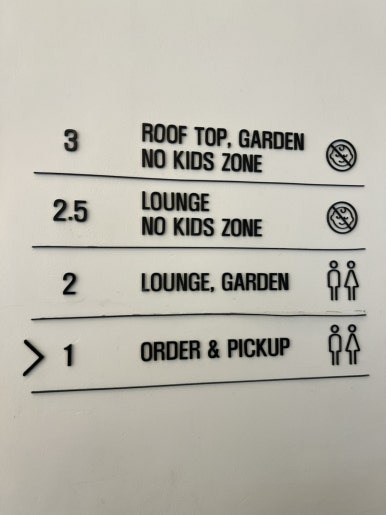 3 ROOF TOP, GARDEN
NO KIDS ZONE
2.5 LOUNGE
NO KIDS ZONE
2 LOUNGE, GARDEN
> 1 ORDER & PICKUP